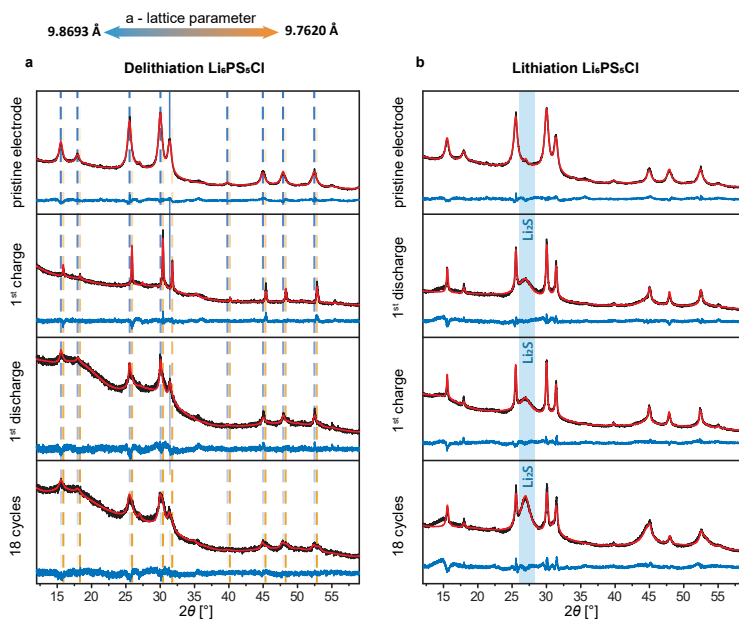 a - lattice parameter
9.8693 Å
9.7620 Å
a
Delithiation Li₆PS₅Cl
pristine electrode
1st charge
1st discharge
18 cycles
15 20 25 30 35 40 45 50 55
2θ [°]
b
Lithiation Li₆PS₅Cl
pristine electrode
1st discharge
Li₂S
1st charge
Li₂S
18 cycles
Li₂S
15 20 25 30 35 40 45 50 55
2θ [°]